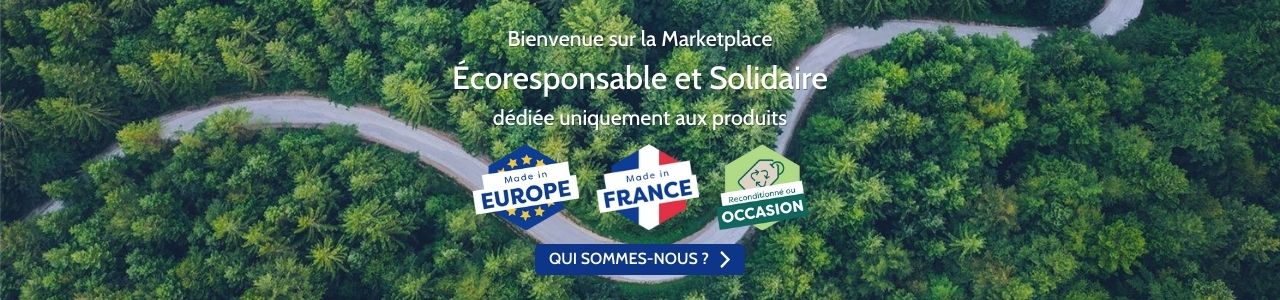 Bienvenue sur la Marketplace
Écoresponsable et Solidaire
dédiée uniquement aux produits
Made in
EUROPE
Made in
FRANCE
Reconditionné ou
OCCASION
QUI SOMMES-NOUS ?